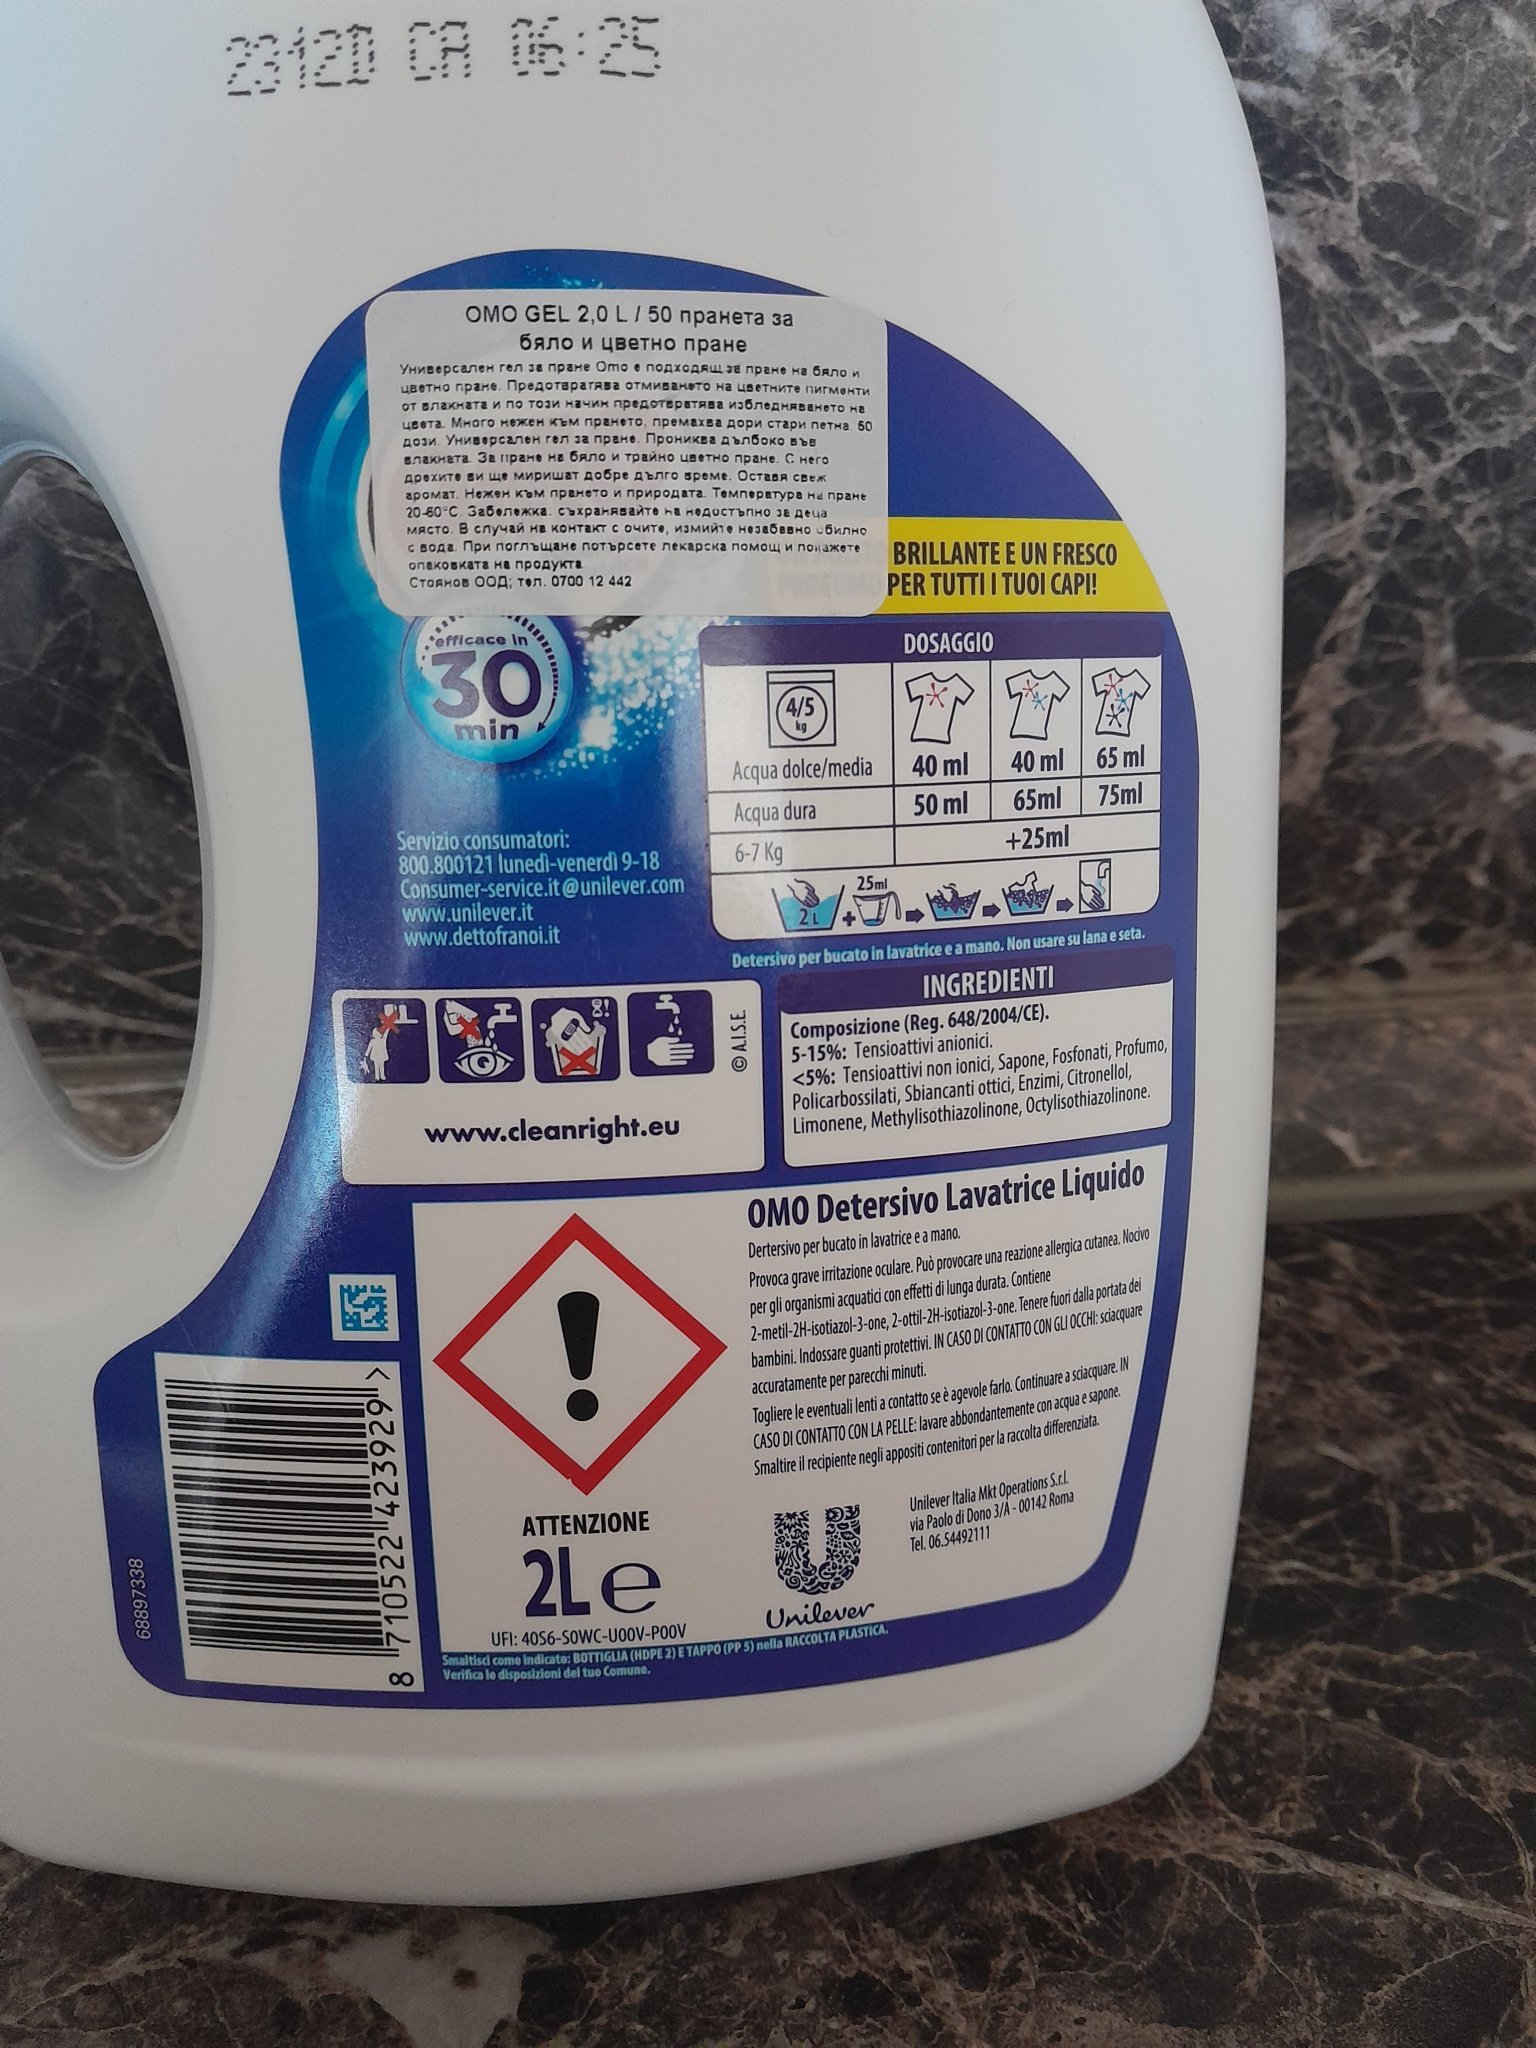 23120 CA 06:25
OMO GEL 2,0 L / 50 пранета за
бяло и цветно пране
Универсален гел за пране Omo е подходящ за пране на бяло и
цветно пране. Предотвратява отмиването на цветните пигменти
от влакната и по този начин предотвратява избледняването на
цвета. Много нежен към прането, премахва дори стари петна. 50
дози. Универсален гел за пране. Прониква дълбоко във
влакната. За пране на бяло и трайно цветно пране. С него
дрехите ви ще миришат добре дълго време. Оставя свеж
аромат. Нежен към прането и природата. Температура на пране
20-60°C. Забележка: съхранявайте на недостъпно за деца
място. В случай на контакт с очите, измийте незабавно обилно
с вода. При поглъщане потърсете лекарска помощ и покажете
опаковката на продукта
Стоянов ООД; тел. 0700 12 442
BRILLANTE E UN FRESCO
PROFUMO PER TUTTI I TUOI CAPI!
efficace in
30
min
DOSAGGIO
4/5
kg
Acqua dolce/media 40 ml 40 ml 65 ml
Acqua dura 50 ml 65ml 75ml
6-7 Kg +25ml
2 L + 25ml
Detersivo per bucato in lavatrice e a mano. Non usare su lana e seta.
Servizio consumatori:
800.800121 lunedì-venerdì 9-18
Consumer-service.it@unilever.com
www.unilever.it
www.dettofranoi.it
© A.I.S.E.
www.cleanright.eu
INGREDIENTI
Composizione (Reg. 648/2004/CE).
5-15%: Tensioattivi anionici.
<5%: Tensioattivi non ionici, Sapone, Fosfonati, Profumo,
Policarbossilati, Sbiancanti ottici, Enzimi, Citronellol,
Limonene, Methylisothiazolinone, Octylisothiazolinone.
OMO Detersivo Lavatrice Liquido
Dertersivo per bucato in lavatrice e a mano.
Provoca grave irritazione oculare. Può provocare una reazione allergica cutanea. Nocivo
per gli organismi acquatici con effetti di lunga durata. Contiene
2-metil-2H-isotiazol-3-one, 2-ottil-2H-isotiazol-3-one. Tenere fuori dalla portata dei
bambini. Indossare guanti protettivi. IN CASO DI CONTATTO CON GLI OCCHI: sciacquare
accuratamente per parecchi minuti.
Togliere le eventuali lenti a contatto se è agevole farlo. Continuare a sciacquare. IN
CASO DI CONTATTO CON LA PELLE: lavare abbondantemente con acqua e sapone.
Smaltire il recipiente negli appositi contenitori per la raccolta differenziata.
ATTENZIONE
2L e
UFI: 40S6-S0WC-U00V-P00V
Unilever
Unilever Italia Mkt Operations S.r.l.
via Paolo di Dono 3/A - 00142 Roma
Tel. 06.54492111
Smaltisci come indicato: BOTTIGLIA (HDPE 2) E TAPPO (PP 5) nella RACCOLTA PLASTICA.
Verifica le disposizioni del tuo Comune.
8 710522 423929 >
68897338